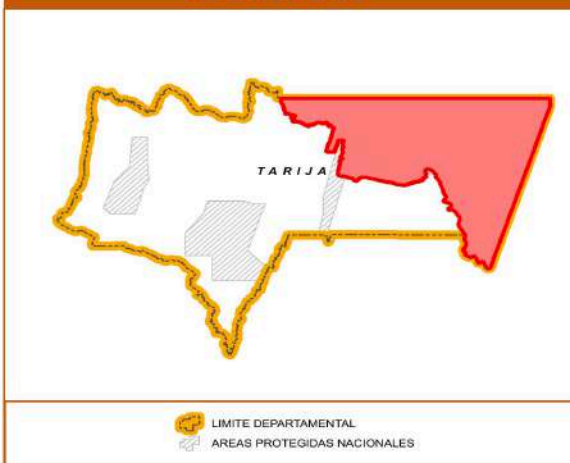 TARIJA
LIMITE DEPARTAMENTAL
AREAS PROTEGIDAS NACIONALES